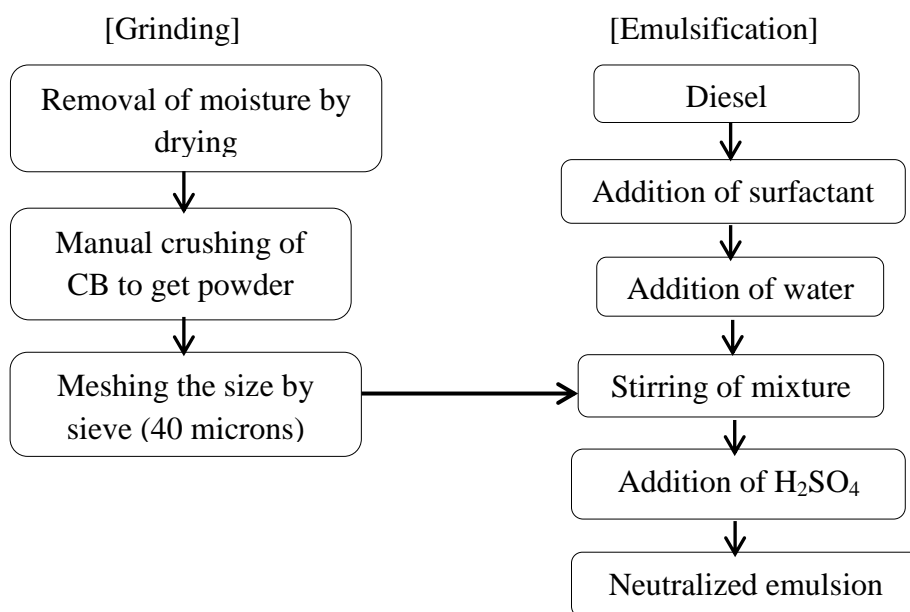 [Grinding]
Removal of moisture by
drying
Manual crushing of
CB to get powder
Meshing the size by
sieve (40 microns)
[Emulsification]
Diesel
Addition of surfactant
Addition of water
Stirring of mixture
Addition of H₂SO₄
Neutralized emulsion